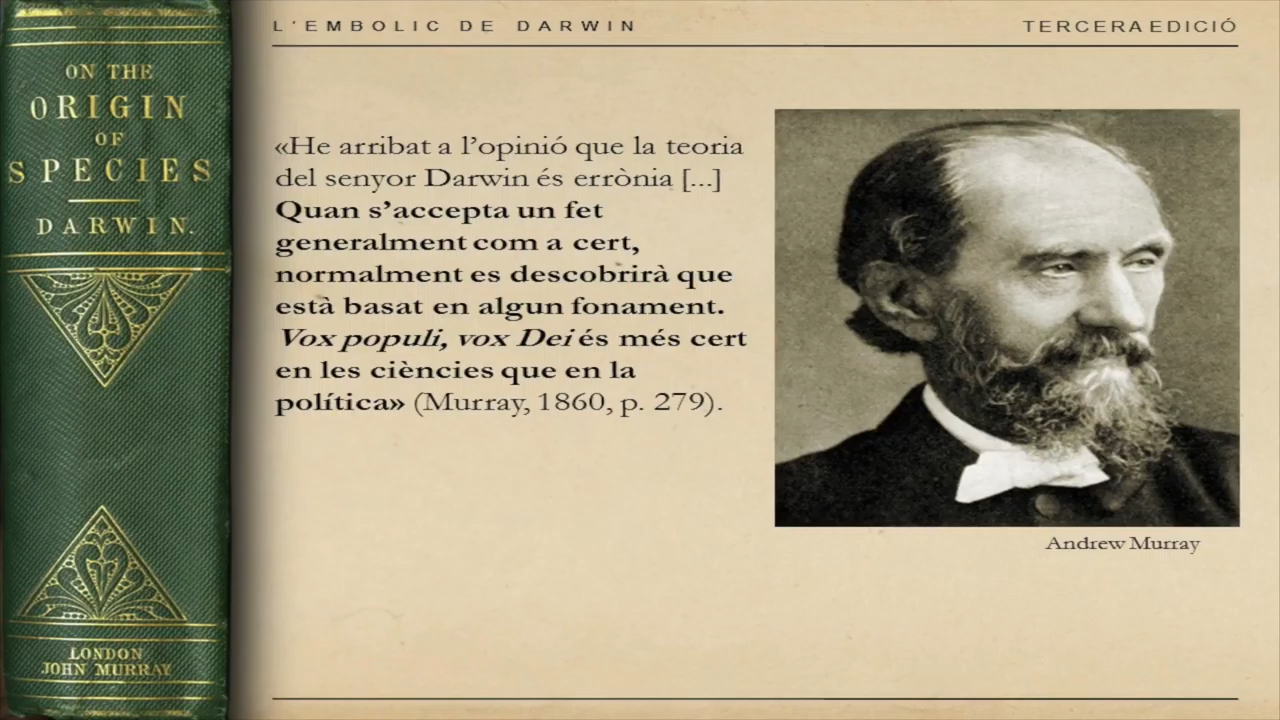 L'EMBOLIC DE DARWIN
TERCERA EDICIÓ
ON THE
ORIGIN
OF
SPECIES
DARWIN.
LONDON
JOHN MURRAY
«He arribat a l'opinió que la teoria
del senyor Darwin és errònia [...]
Quan s'accepta un fet
generalment com a cert,
normalment es descobrirà que
està basat en algun fonament.
Vox populi, vox Dei és més cert
en les ciències que en la
política» (Murray, 1860, p. 279).
Andrew Murray